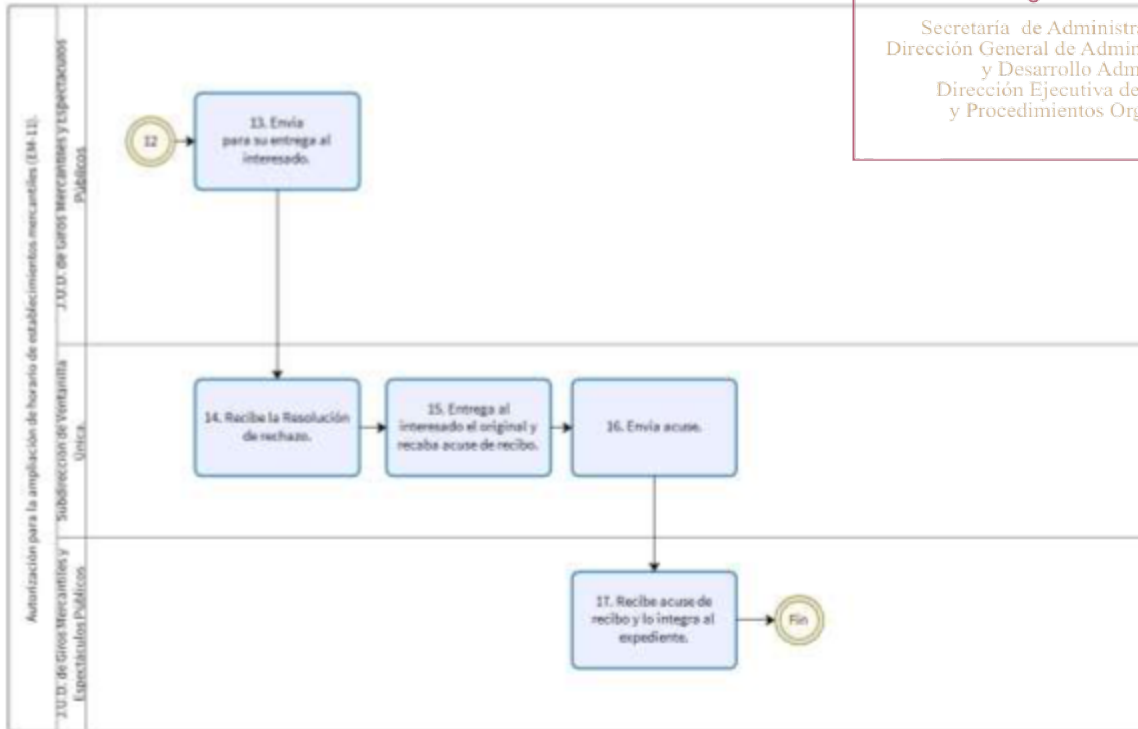 Secretaría de Administr
Dirección General de Admin
y Desarrollo Adm
Dirección Ejecutiva de
y Procedimientos Org
Autorización para la ampliación de horario de establecimientos mercantiles (EM-11).
J.U.D. de Giros Mercantiles y Espectáculos
Públicos
12
13. Envía
para su entrega al
interesado.
Subdirección de Ventanilla
Única.
14. Recibe la Resolución
de rechazo.
15. Entrega al
interesado el original y
recaba acuse de recibo.
16. Envía acuse.
J.U.D. de Giros Mercantiles y
Espectáculos Públicos
17. Recibe acuse de
recibo y lo integra al
expediente.
Fin